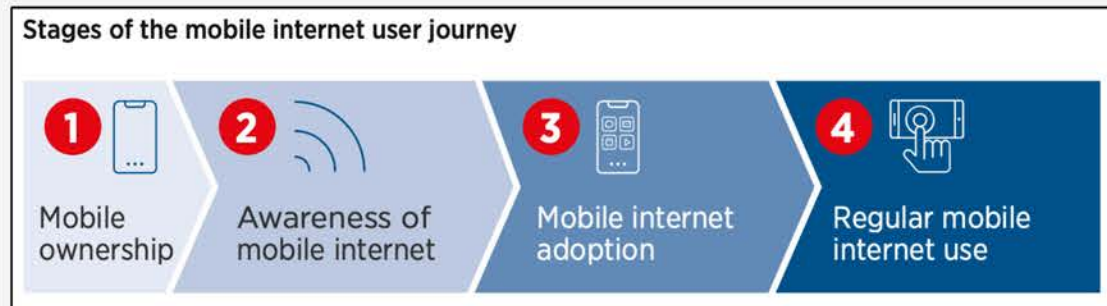 Stages of the mobile internet user journey
1
Mobile
ownership
2
Awareness of
mobile internet
3
Mobile internet
adoption
4
Regular mobile
internet use